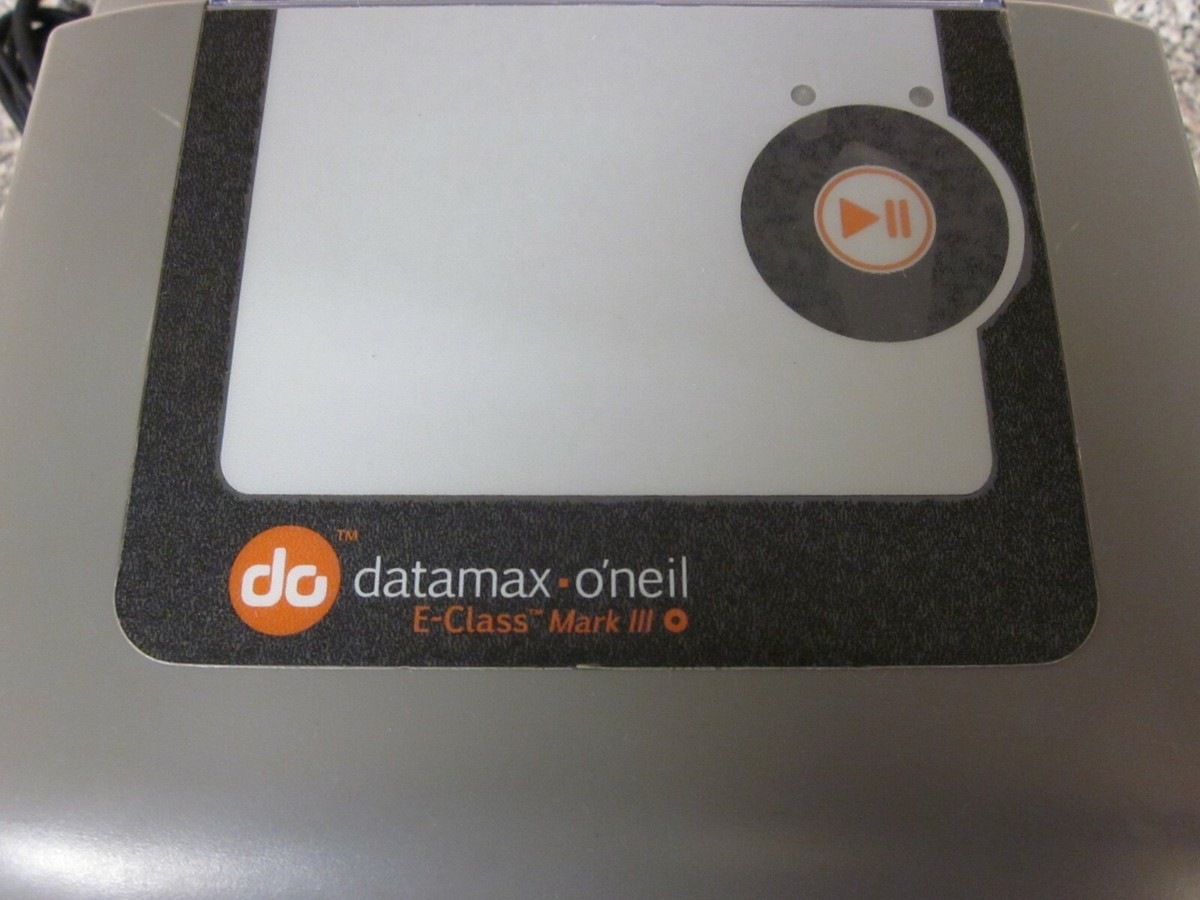 do™ datamax·o'neil
E-Class™ Mark III